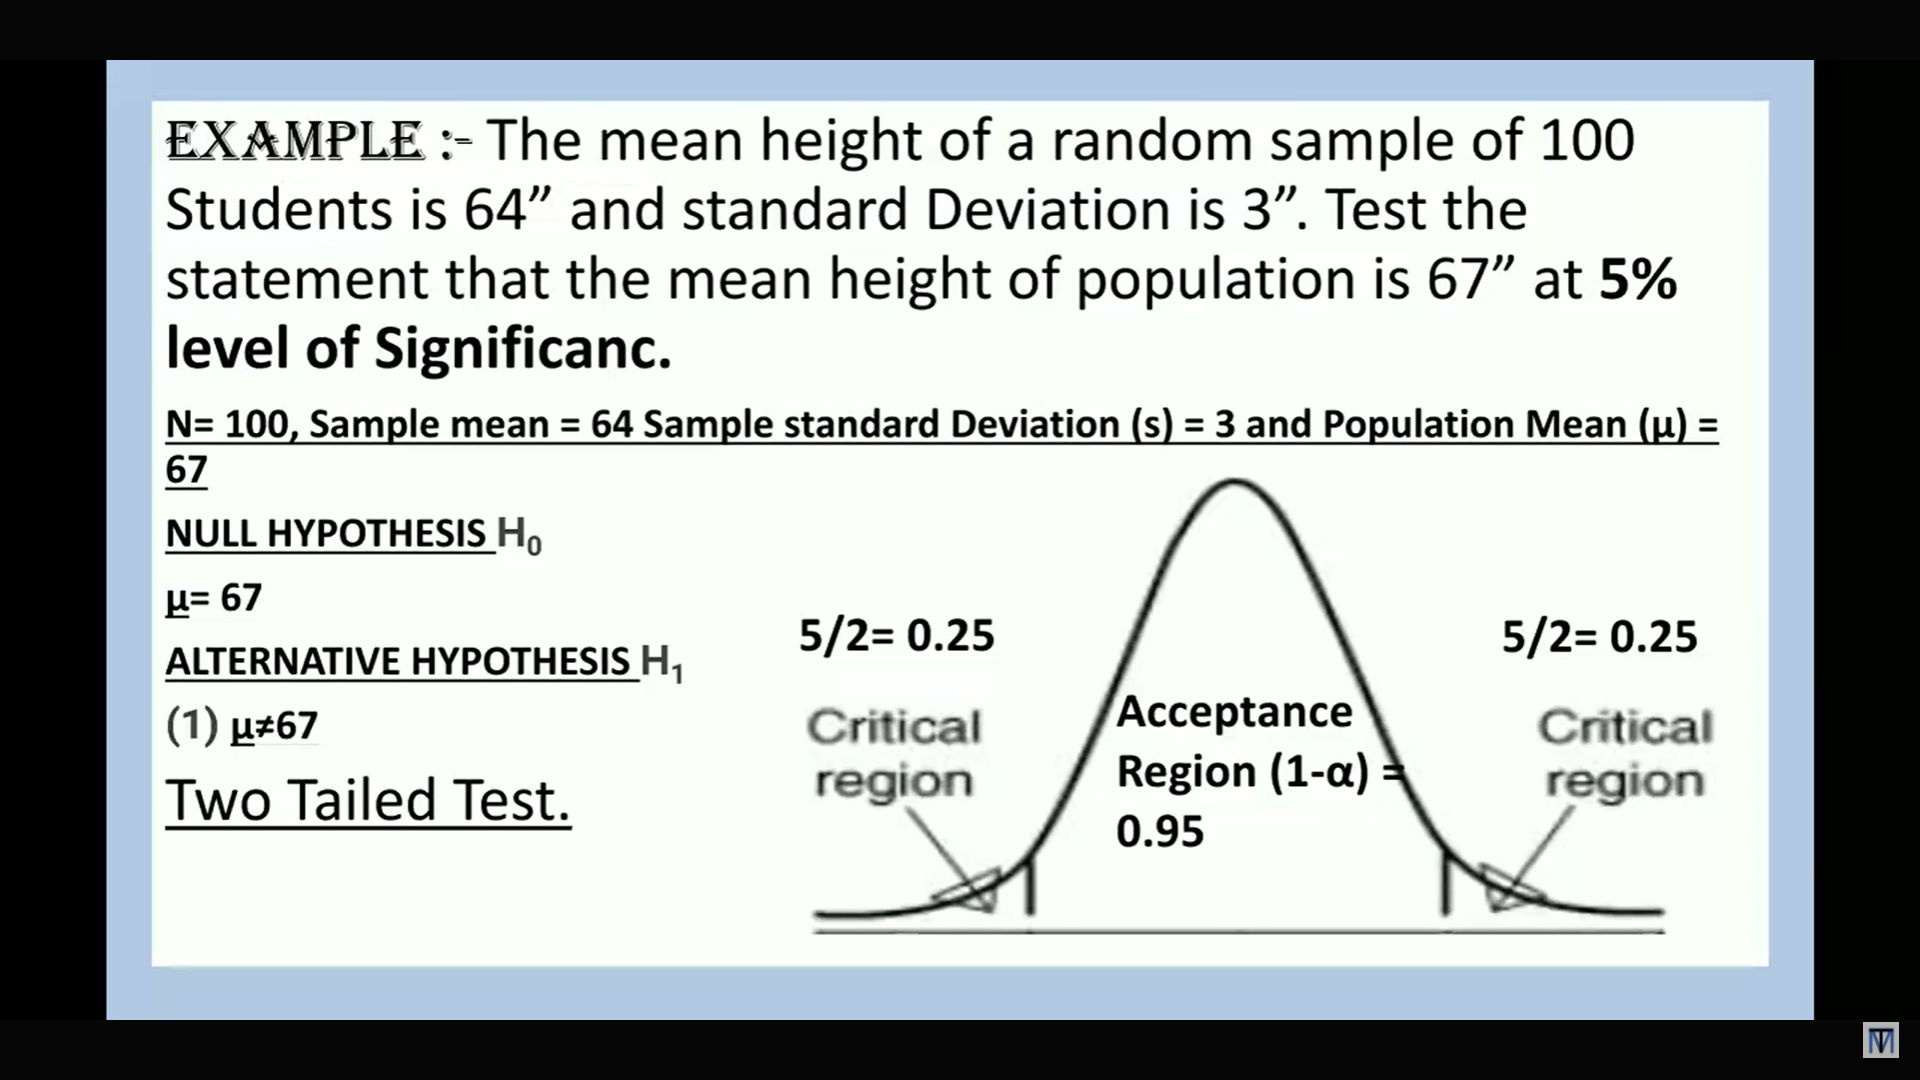 EXAMPLE :- The mean height of a random sample of 100
Students is 64” and standard Deviation is 3”. Test the
statement that the mean height of population is 67” at 5%
level of Significanc.
N= 100, Sample mean = 64 Sample standard Deviation (s) = 3 and Population Mean (µ) =
67
NULL HYPOTHESIS H₀
µ= 67
ALTERNATIVE HYPOTHESIS H₁
(1) µ≠67
Two Tailed Test.
5/2= 0.25
Critical
region
Acceptance
Region (1-α) =
0.95
5/2= 0.25
Critical
region
TM